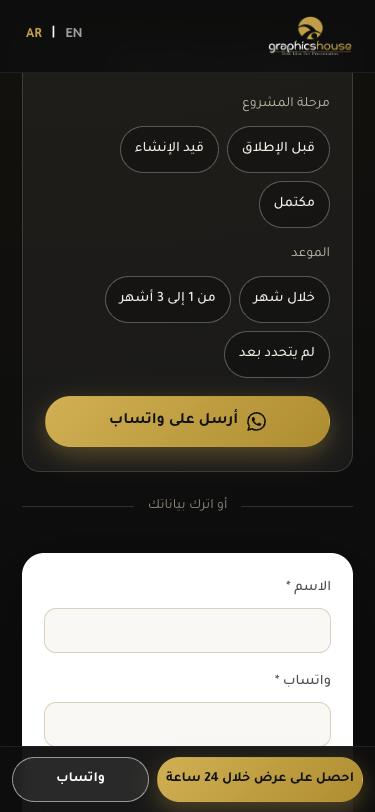 graphicshouse
AR | EN
مرحلة المشروع
قبل الإطلاق
قيد الإنشاء
مكتمل
الموعد
خلال شهر
من 1 إلى 3 أشهر
لم يتحدد بعد
أرسل على واتساب
أو اترك بياناتك
الاسم *
واتساب *
احصل على عرض خلال 24 ساعة
واتساب